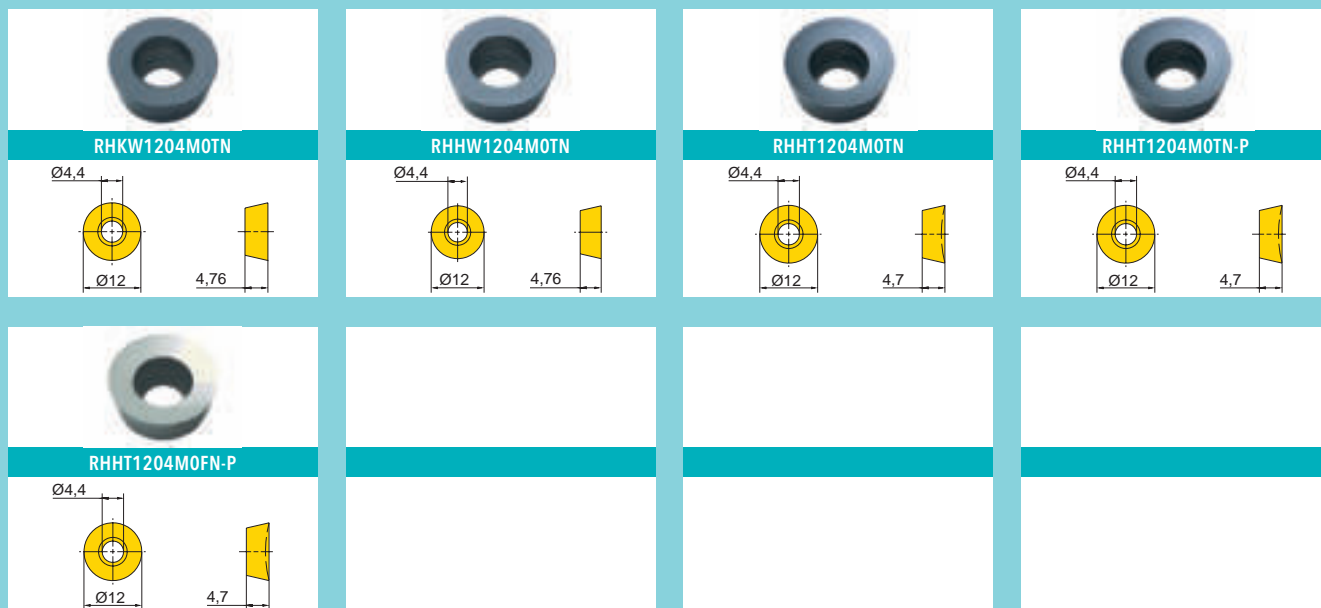 RHKW1204M0TN
Ø4,4
Ø12
4,76
RHHW1204M0TN
Ø4,4
Ø12
4,76
RHHT1204M0TN
Ø4,4
Ø12
4,7
RHHT1204M0TN-P
Ø4,4
Ø12
4,7
RHHT1204M0FN-P
Ø4,4
Ø12
4,7